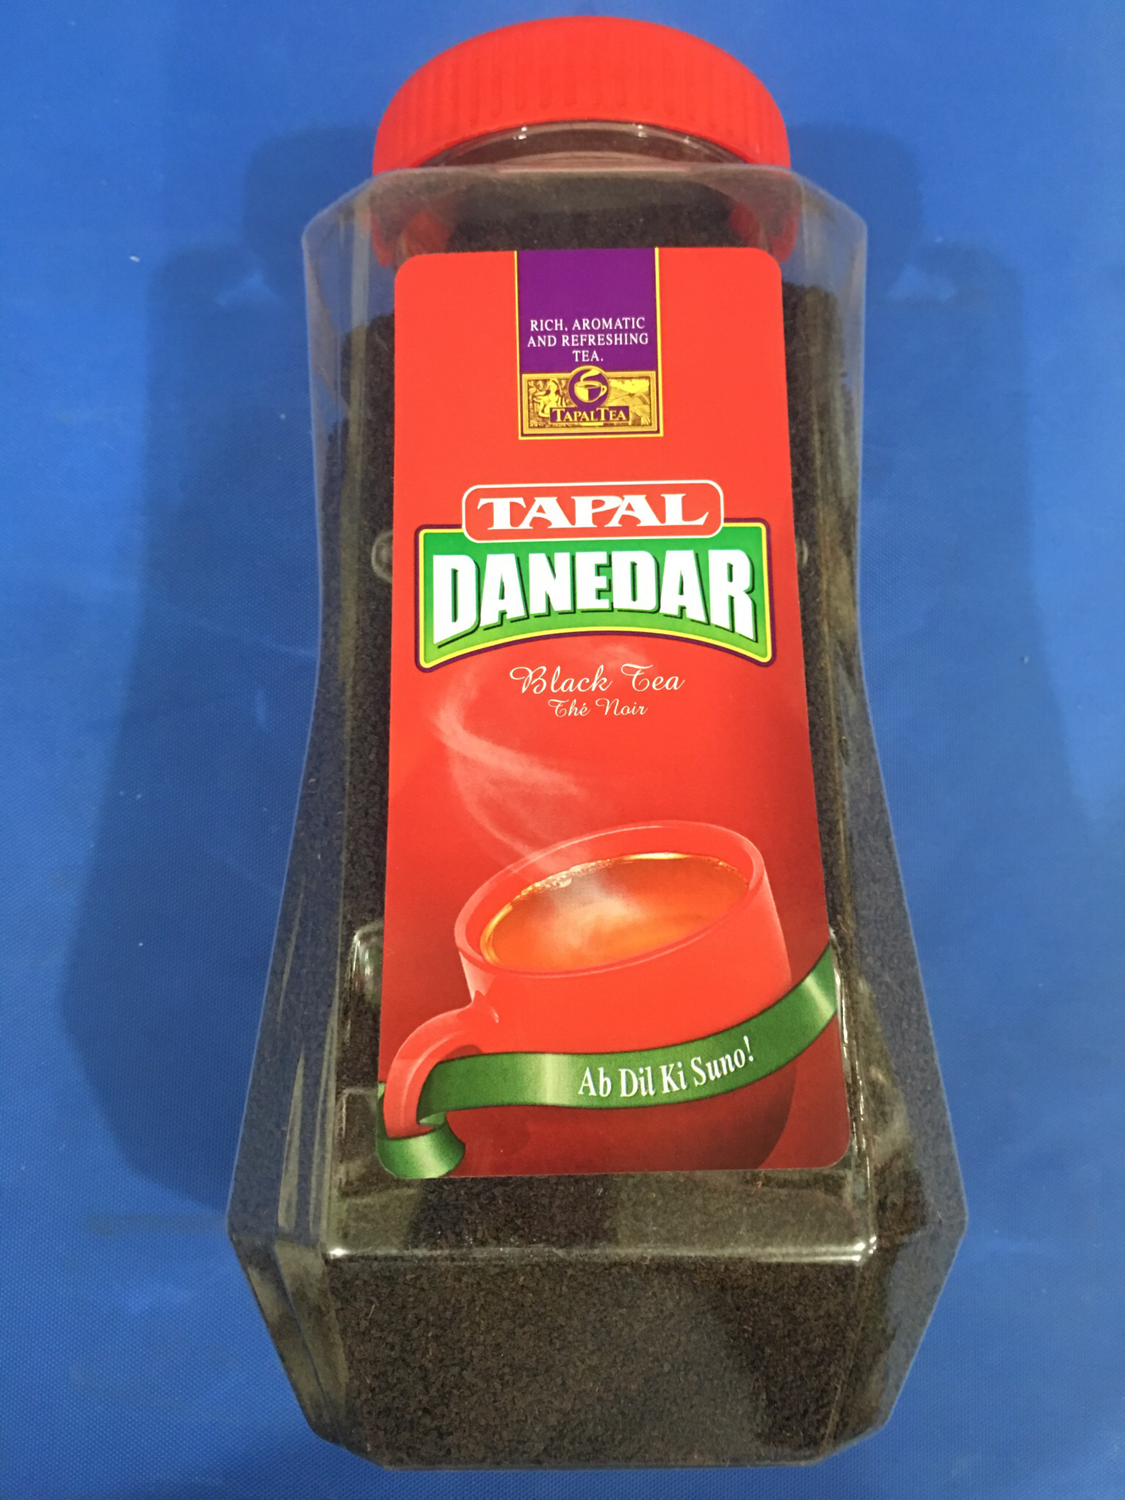 RICH, AROMATIC
AND REFRESHING
TEA.
TAPAL TEA
TAPAL
DANEDAR
Black Tea
Thé Noir
Ab Dil Ki Suno!